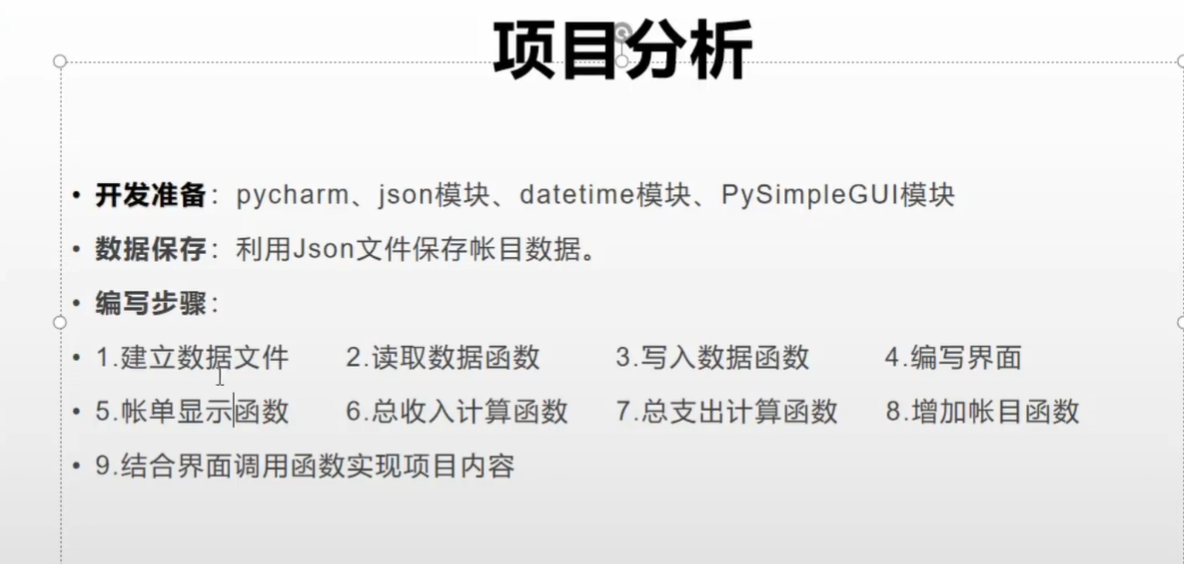 项目分析
• 开发准备：pycharm、json模块、datetime模块、PySimpleGUI模块
• 数据保存：利用Json文件保存帐目数据。
• 编写步骤：
• 1.建立数据文件 2.读取数据函数 3.写入数据函数 4.编写界面
• 5.帐单显示函数 6.总收入计算函数 7.总支出计算函数 8.增加帐目函数
• 9.结合界面调用函数实现项目内容